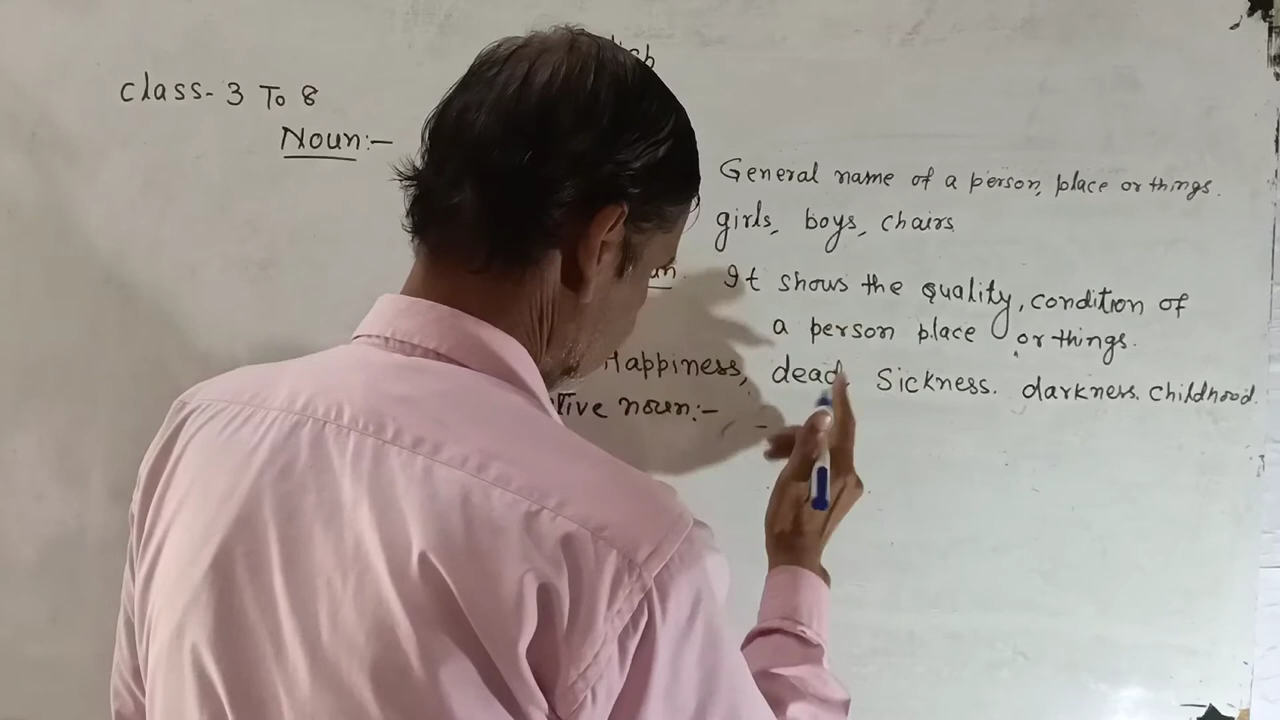 class- 3 To 8
Noun:-
General name of a person, place or things.
girls, boys, chairs
It shows the quality, condition of
a person place or things.
Happiness, dead, Sickness. darkness. childhood.
noun:-